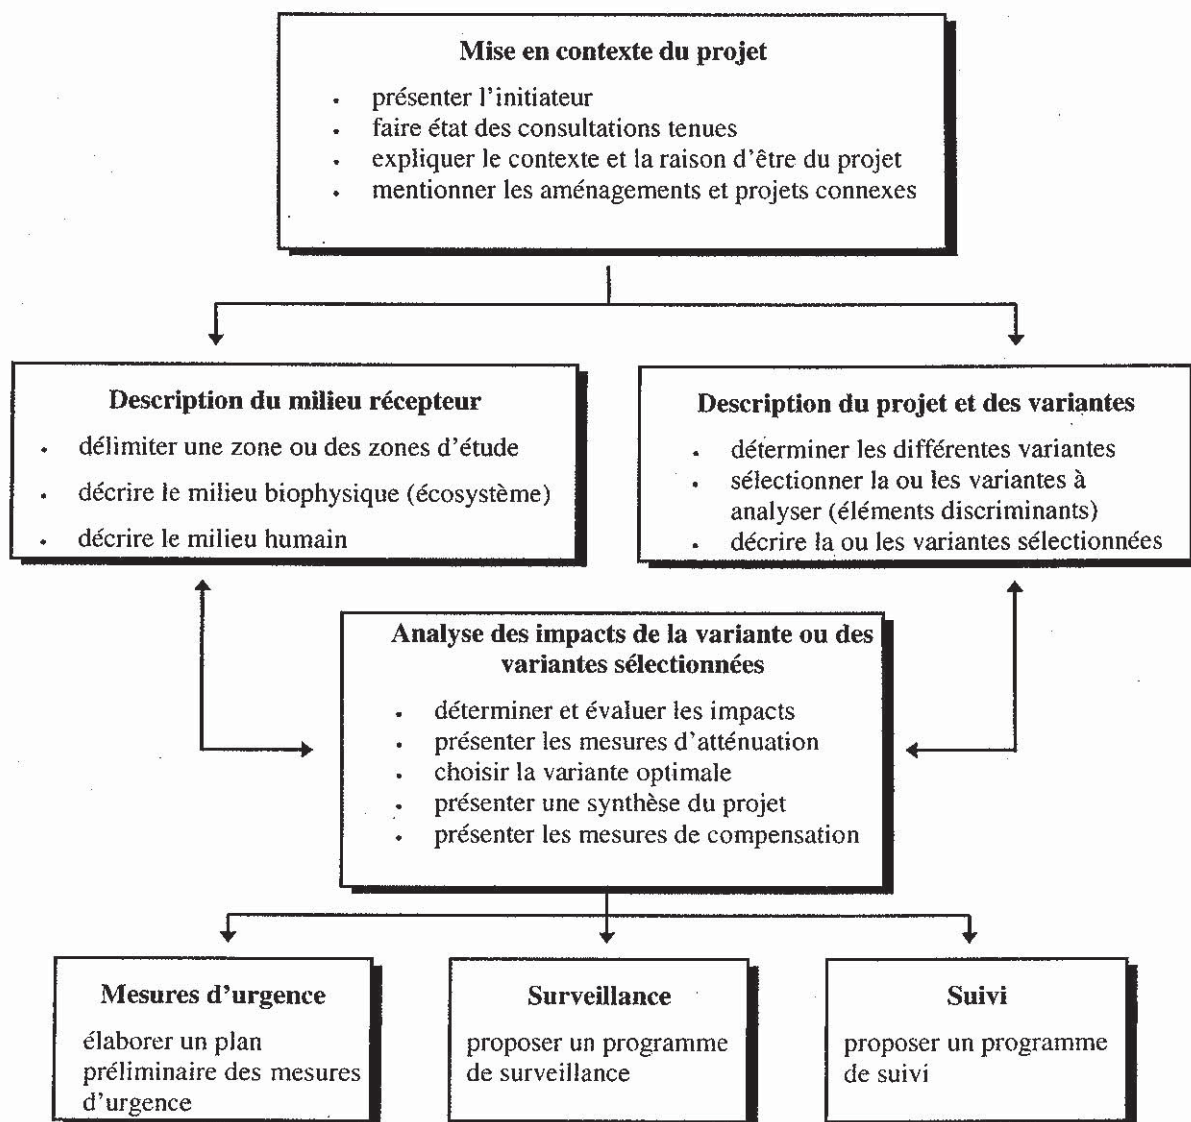 Mise en contexte du projet
· présenter l'initiateur
· faire état des consultations tenues
· expliquer le contexte et la raison d'être du projet
· mentionner les aménagements et projets connexes
Description du milieu récepteur
· délimiter une zone ou des zones d'étude
· décrire le milieu biophysique (écosystème)
· décrire le milieu humain
Description du projet et des variantes
· déterminer les différentes variantes
· sélectionner la ou les variantes à
analyser (éléments discriminants)
· décrire la ou les variantes sélectionnées
Analyse des impacts de la variante ou des
variantes sélectionnées
· déterminer et évaluer les impacts
· présenter les mesures d'atténuation
· choisir la variante optimale
· présenter une synthèse du projet
· présenter les mesures de compensation
Mesures d'urgence
élaborer un plan
préliminaire des mesures
d'urgence
Surveillance
proposer un programme
de surveillance
Suivi
proposer un programme
de suivi